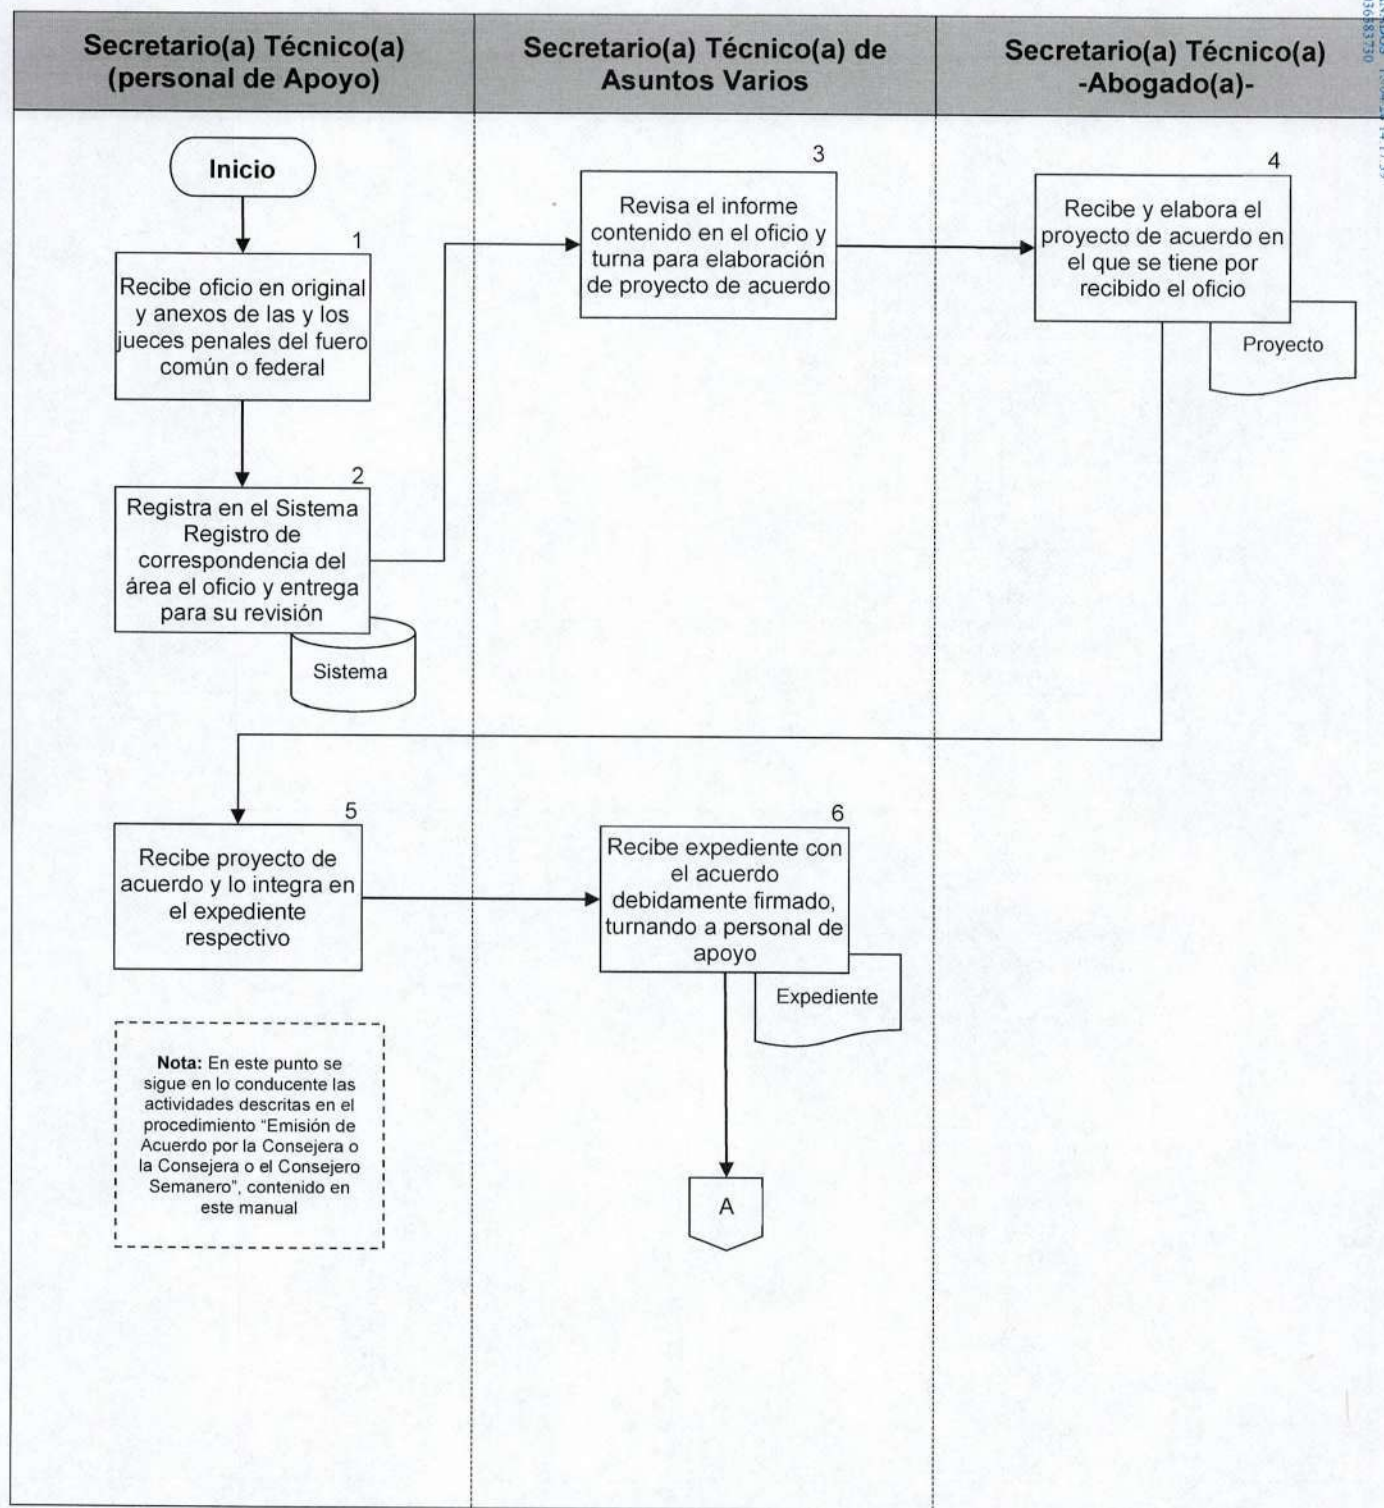 Secretario(a) Técnico(a)
(personal de Apoyo)
Secretario(a) Técnico(a) de
Asuntos Varios
Secretario(a) Técnico(a)
-Abogado(a)-
Inicio
1
Recibe oficio en original
y anexos de las y los
jueces penales del fuero
común o federal
2
Registra en el Sistema
Registro de
correspondencia del
área el oficio y entrega
para su revisión
Sistema
3
Revisa el informe
contenido en el oficio y
turna para elaboración
de proyecto de acuerdo
4
Recibe y elabora el
proyecto de acuerdo en
el que se tiene por
recibido el oficio
Proyecto
5
Recibe proyecto de
acuerdo y lo integra en
el expediente
respectivo
6
Recibe expediente con
el acuerdo
debidamente firmado,
turnando a personal de
apoyo
Expediente
Nota: En este punto se
sigue en lo conducente las
actividades descritas en el
procedimiento “Emisión de
Acuerdo por la Consejera o
la Consejera o el Consejero
Semanero”, contenido en
este manual
A